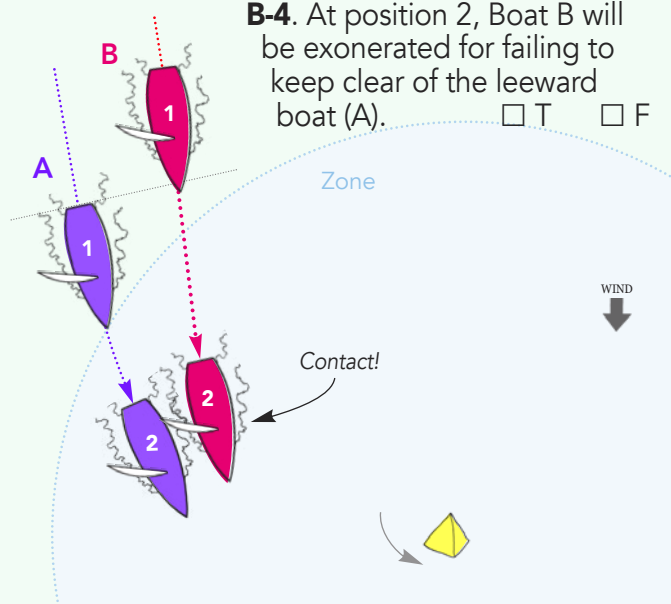 B-4. At position 2, Boat B will
be exonerated for failing to
keep clear of the leeward
boat (A). □ T □ F
B
1
A
Zone
1
WIND
Contact!
2
2